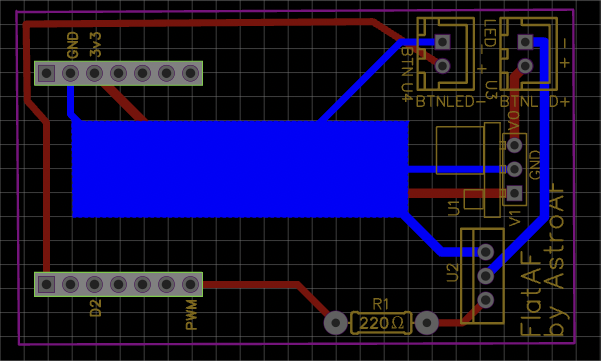 GND
3v3
BTN
U4
LED
-
+
-
+
U3
BTNLED-
BTNLED+
VO
GND
V1
U1
U2
D2
PWM
R1
220Ω
FlatAF
by AstroAF